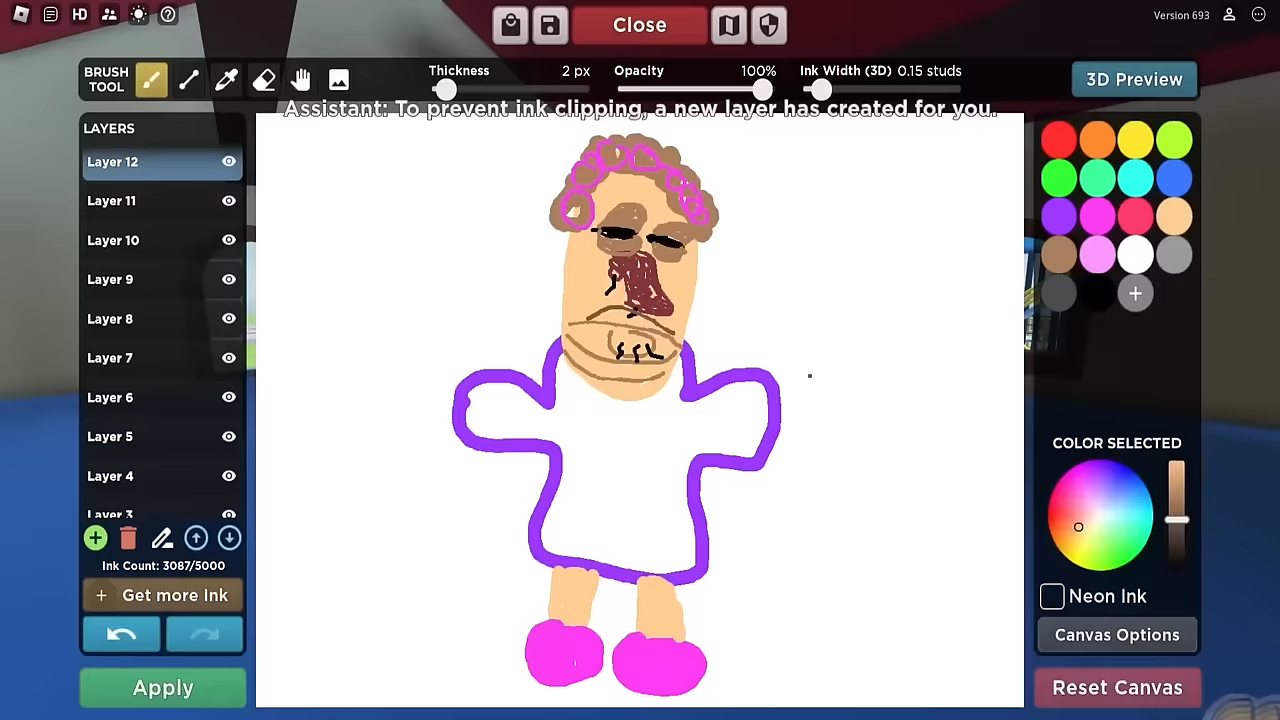 HD
Close
Version 693
BRUSH
TOOL
Thickness
2 px
Opacity
100%
Ink Width (3D) 0.15 studs
3D Preview
Assistant: To prevent ink clipping, a new layer has created for you.
LAYERS
Layer 12
Layer 11
Layer 10
Layer 9
Layer 8
Layer 7
Layer 6
Layer 5
Layer 4
Layer 3
Ink Count: 3087/5000
+ Get more Ink
Apply
COLOR SELECTED
Neon Ink
Canvas Options
Reset Canvas